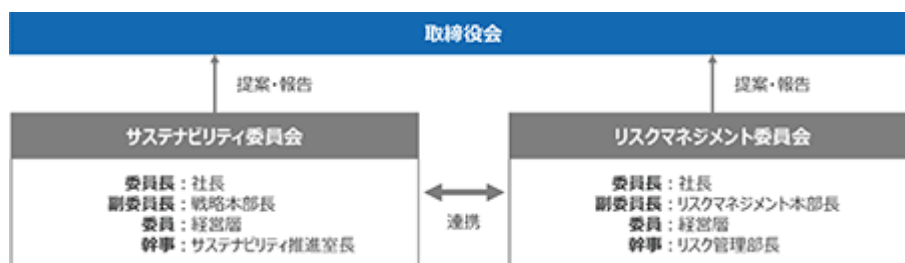 取締役会
提案・報告
提案・報告
サステナビリティ委員会
リスクマネジメント委員会
委員長：社長
副委員長：戦略本部長
委員：経営層
幹事：サステナビリティ推進室長
連携
委員長：社長
副委員長：リスクマネジメント本部長
委員：経営層
幹事：リスク管理部長